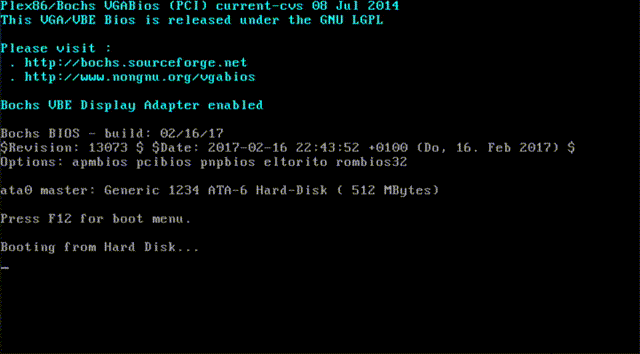 Plex86/Bochs VGABios (PCI) current-cvs 08 Jul 2014
This VGA/VBE Bios is released under the GNU LGPL
Please visit :
. http://bochs.sourceforge.net
. http://www.nongnu.org/vgabios
Bochs VBE Display Adapter enabled
Bochs BIOS - build: 02/16/17
$Revision: 13073 $ $Date: 2017-02-16 22:43:52 +0100 (Do, 16. Feb 2017) $
Options: apmbios pcibios pnpbios eltorito rombios32
ata0 master: Generic 1234 ATA-6 Hard-Disk ( 512 MBytes)
Press F12 for boot menu.
Booting from Hard Disk...
_